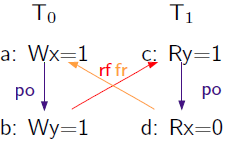 T0 T1
a: Wx=1 c: Ry=1
po rf fr po
b: Wy=1 d: Rx=0